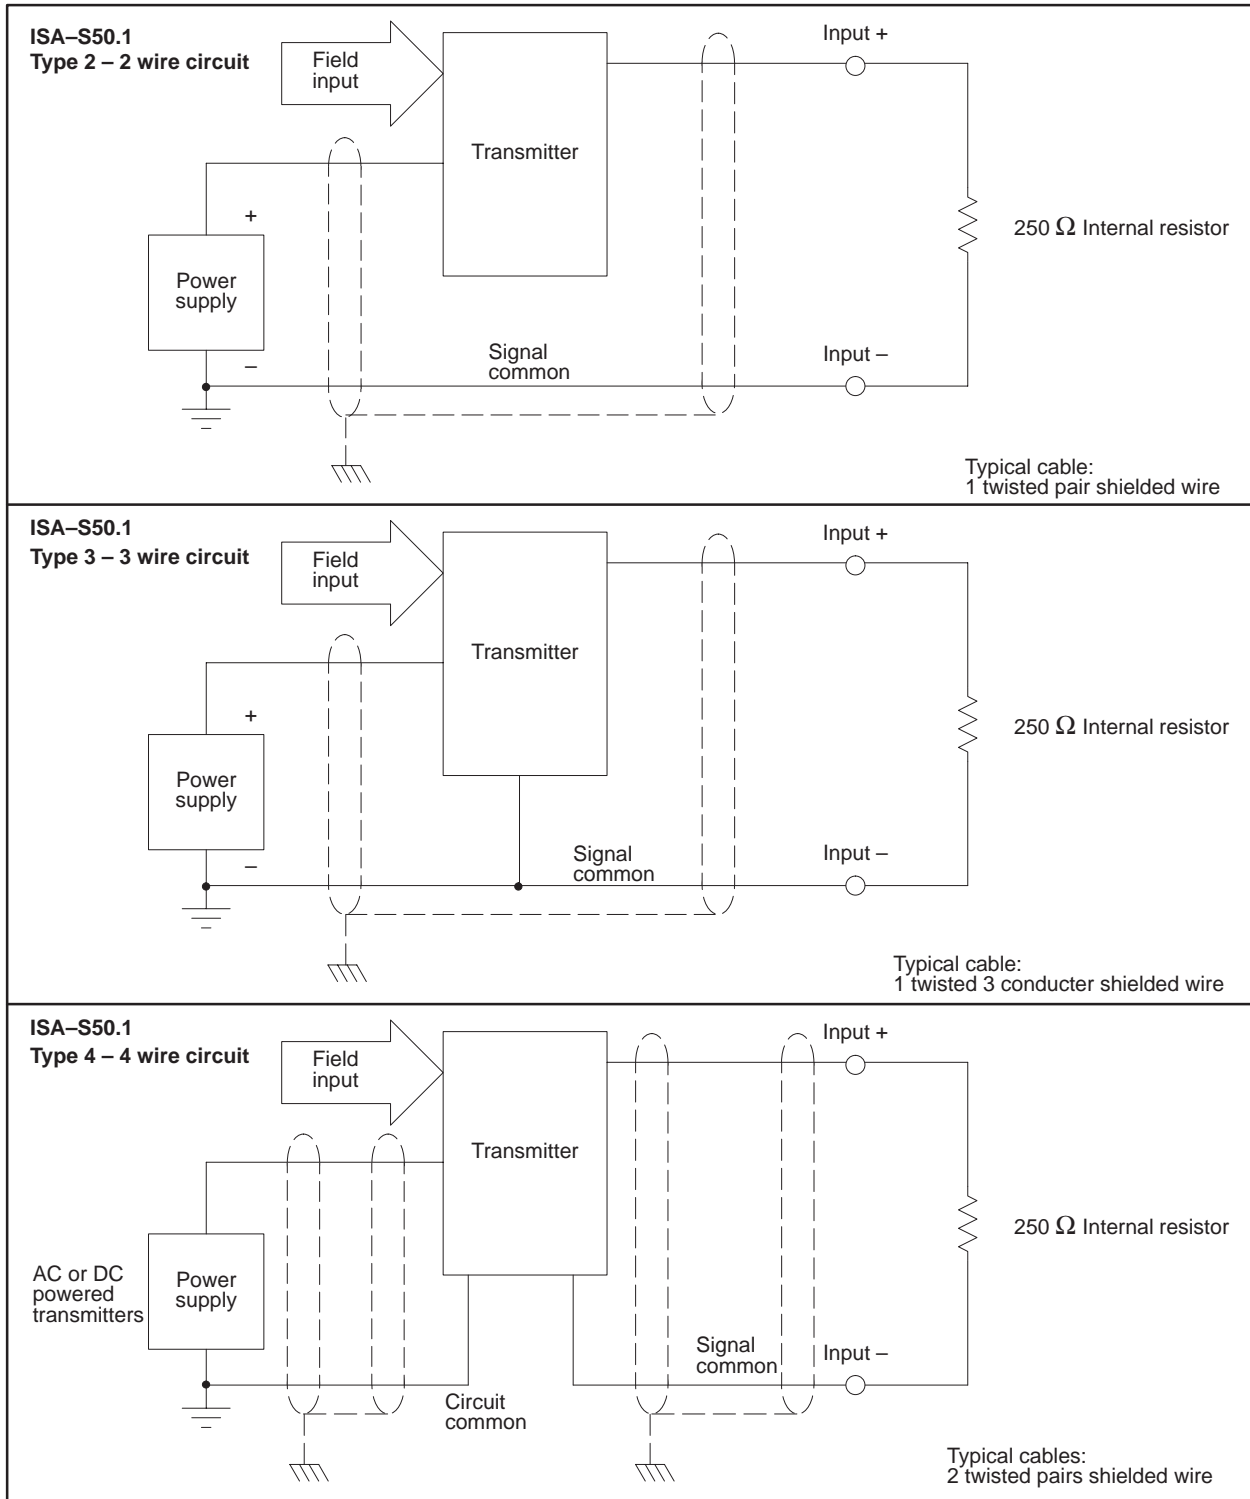 ISA–S50.1
Type 2 – 2 wire circuit
Field
input
Input +
Transmitter
+
Power
supply
–
250 Ω Internal resistor
Signal
common
Input –
Typical cable:
1 twisted pair shielded wire
ISA–S50.1
Type 3 – 3 wire circuit
Field
input
Input +
Transmitter
+
Power
supply
–
250 Ω Internal resistor
Signal
common
Input –
Typical cable:
1 twisted 3 conducter shielded wire
ISA–S50.1
Type 4 – 4 wire circuit
Field
input
Input +
Transmitter
AC or DC
powered
transmitters
Power
supply
250 Ω Internal resistor
Signal
common
Input –
Circuit
common
Typical cables:
2 twisted pairs shielded wire